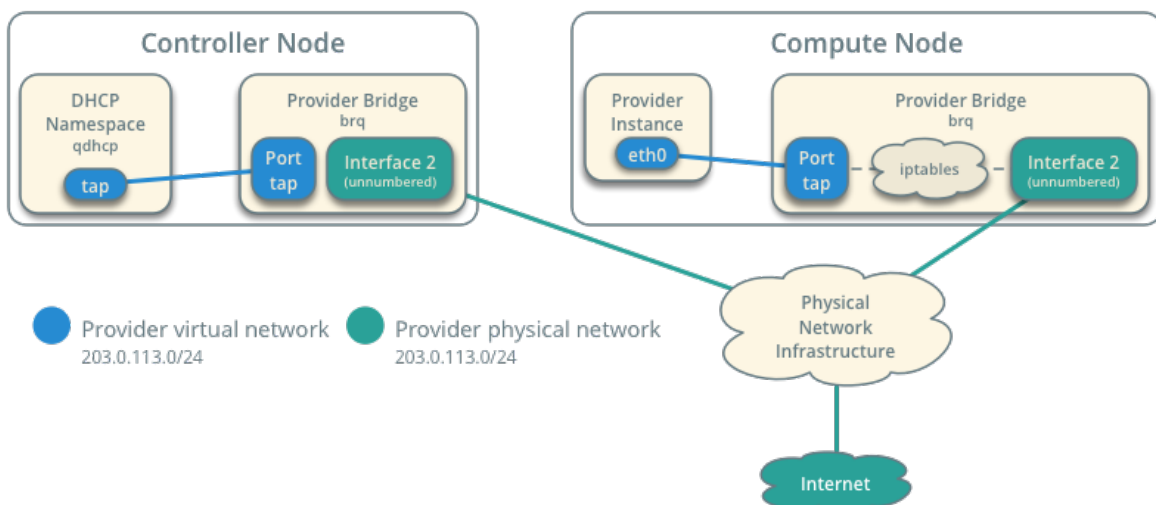 Controller Node
DHCP
Namespace
qdhcp
tap
Provider Bridge
brq
Port
tap
Interface 2
(unnumbered)
Compute Node
Provider
Instance
eth0
Provider Bridge
brq
Port
tap
iptables
Interface 2
(unnumbered)
Provider virtual network
203.0.113.0/24
Provider physical network
203.0.113.0/24
Physical
Network
Infrastructure
Internet